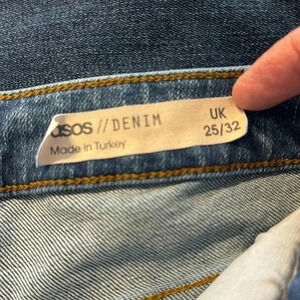 asos // DENIM
Made in Turkey
UK
25/32